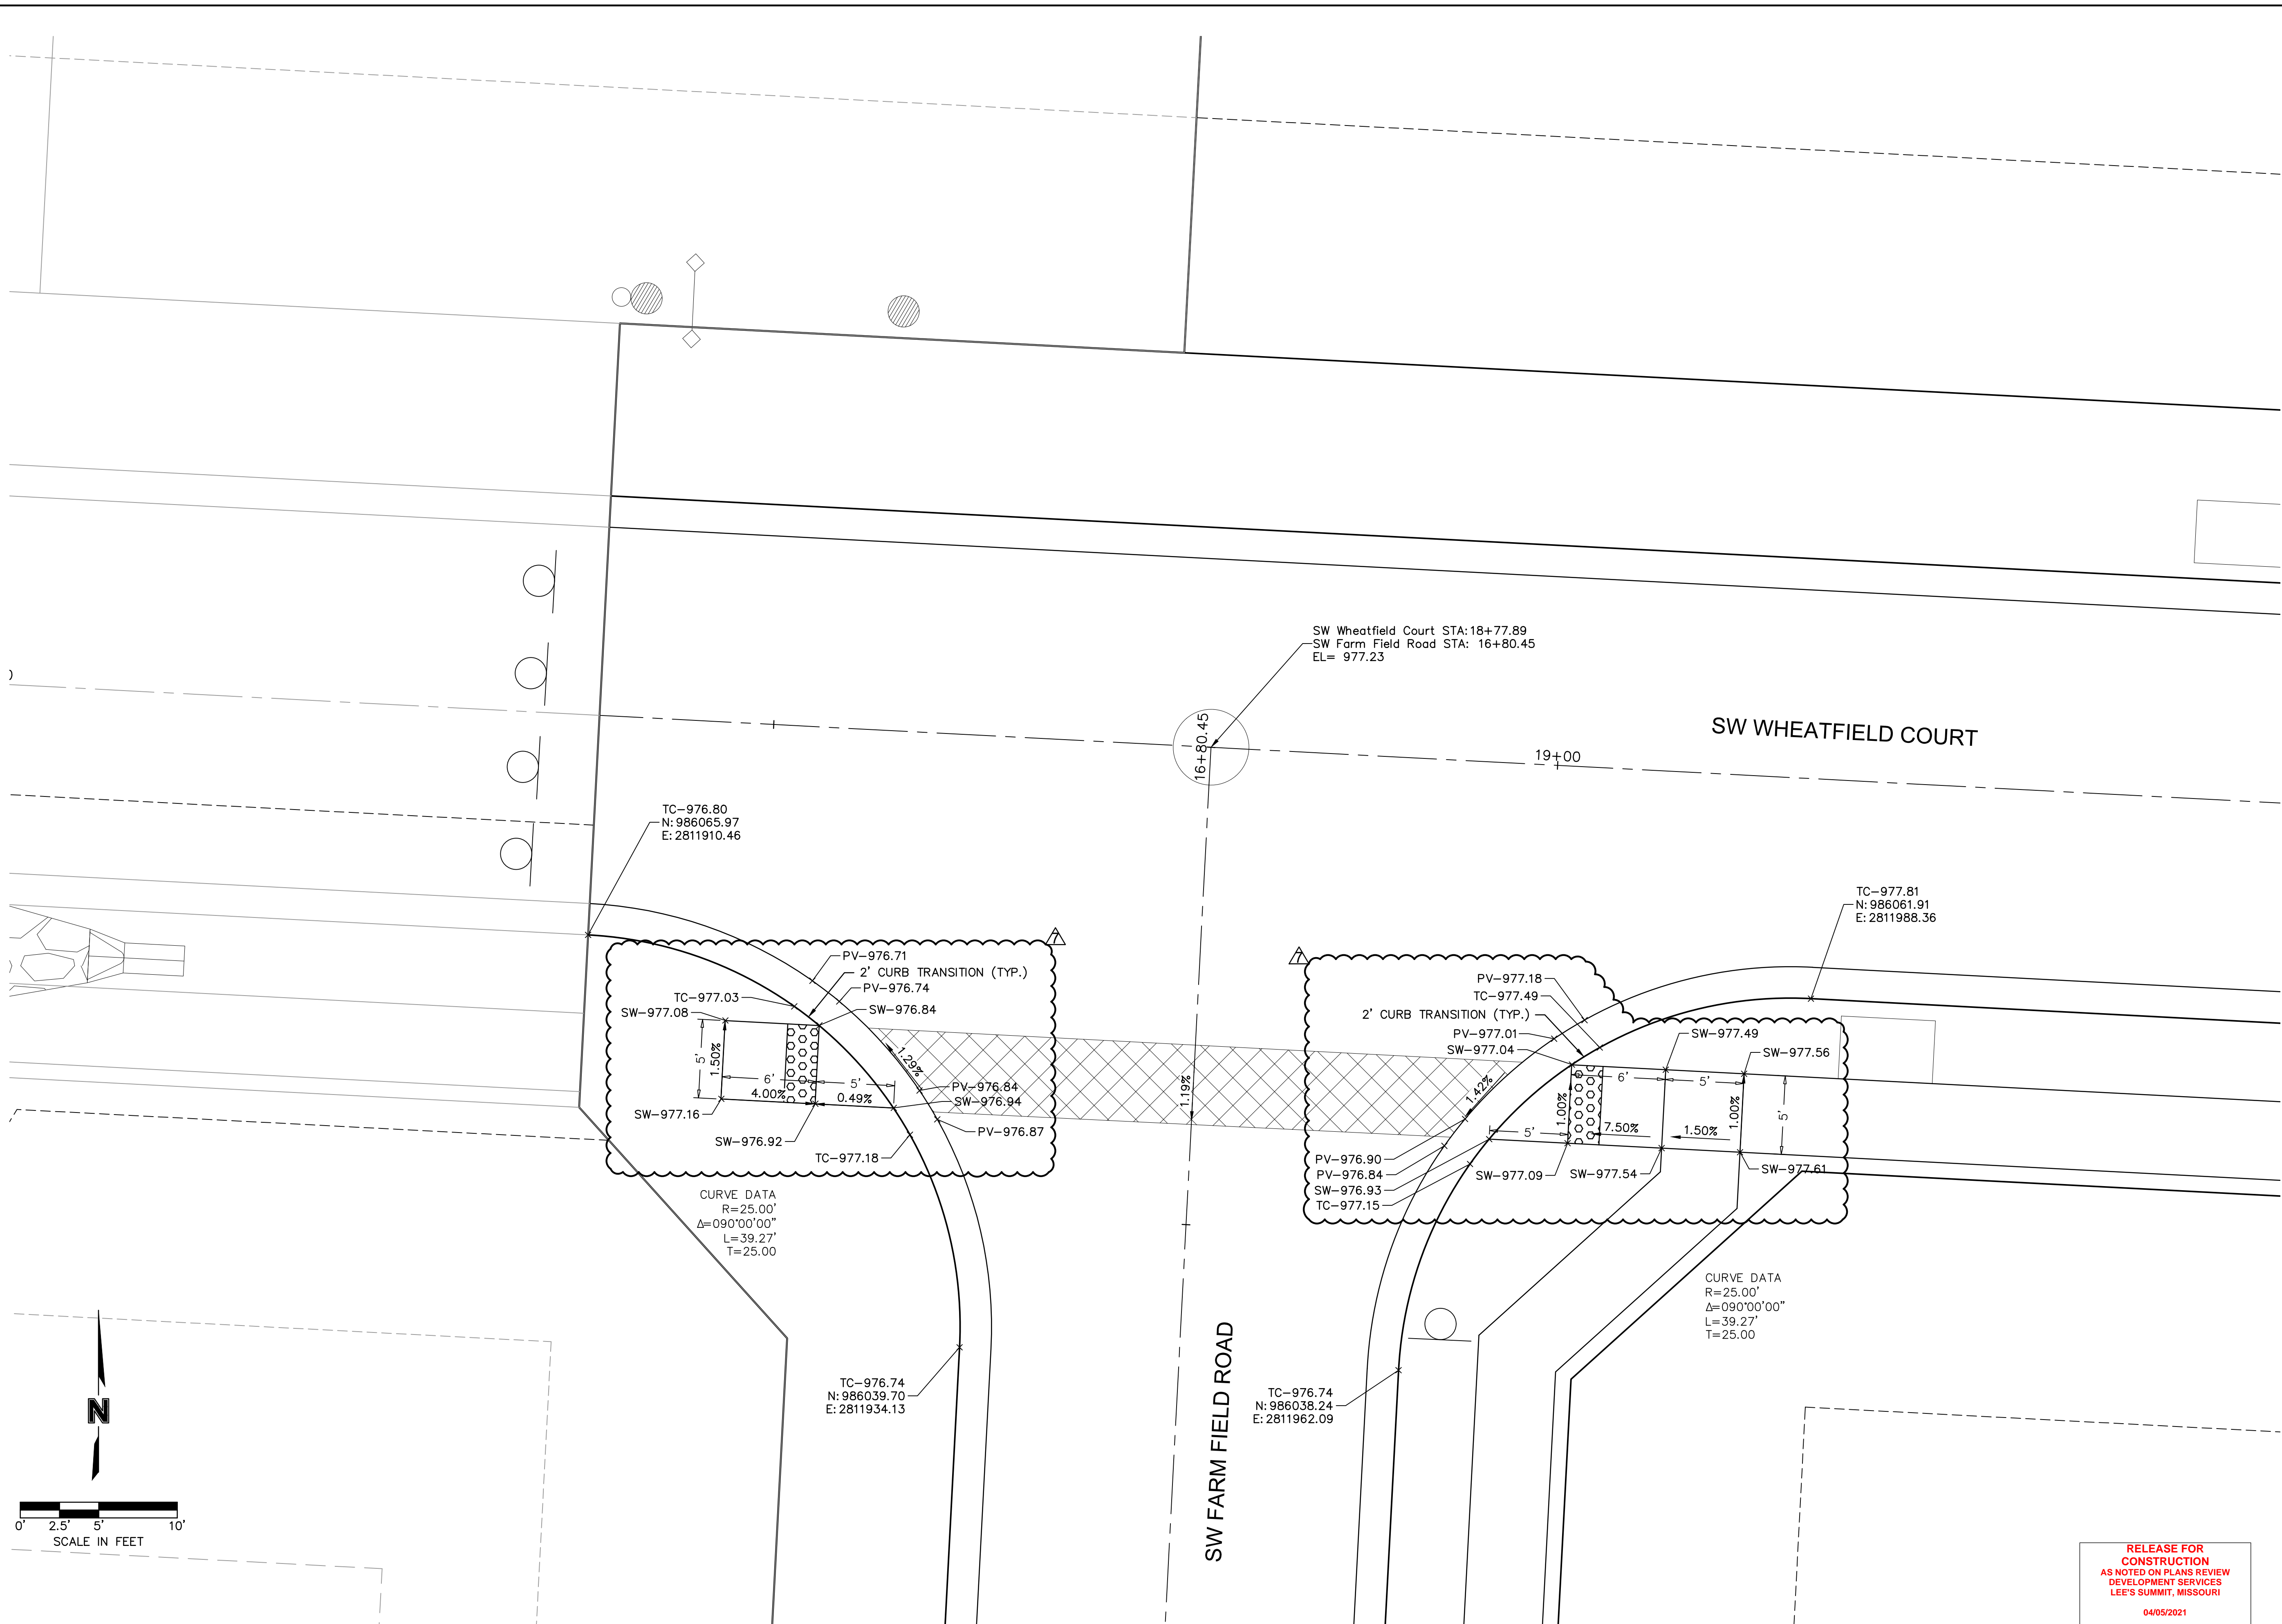 SW Wheatfield Court STA: 18+77.89
SW Farm Field Road STA: 16+80.45
EL= 977.23
16+80.45
SW WHEATFIELD COURT
19+00
TC-976.80
N: 986065.97
E: 2811910.46
TC-977.81
N: 986061.91
E: 2811988.36
7
PV-976.71
2' CURB TRANSITION (TYP.)
PV-976.74
TC-977.03
SW-976.84
SW-977.08
5'
1.50%
6'
4.00%
5'
0.49%
1.29%
PV-976.84
SW-976.94
SW-977.16
SW-976.92
PV-976.87
TC-977.18
1.19%
7
PV-977.18
TC-977.49
2' CURB TRANSITION (TYP.)
PV-977.01
SW-977.04
SW-977.49
SW-977.56
6'
5'
1.42%
1.00%
5'
7.50%
1.50%
1.00%
5'
PV-976.90
PV-976.84
SW-976.93
TC-977.15
SW-977.09
SW-977.54
SW-977.61
CURVE DATA
R=25.00'
Δ=090°00'00"
L=39.27'
T=25.00
CURVE DATA
R=25.00'
Δ=090°00'00"
L=39.27'
T=25.00
TC-976.74
N: 986039.70
E: 2811934.13
TC-976.74
N: 986038.24
E: 2811962.09
SW FARM FIELD ROAD
N
0' 2.5' 5' 10'
SCALE IN FEET
RELEASE FOR
CONSTRUCTION
AS NOTED ON PLANS REVIEW
DEVELOPMENT SERVICES
LEE'S SUMMIT, MISSOURI
04/05/2021